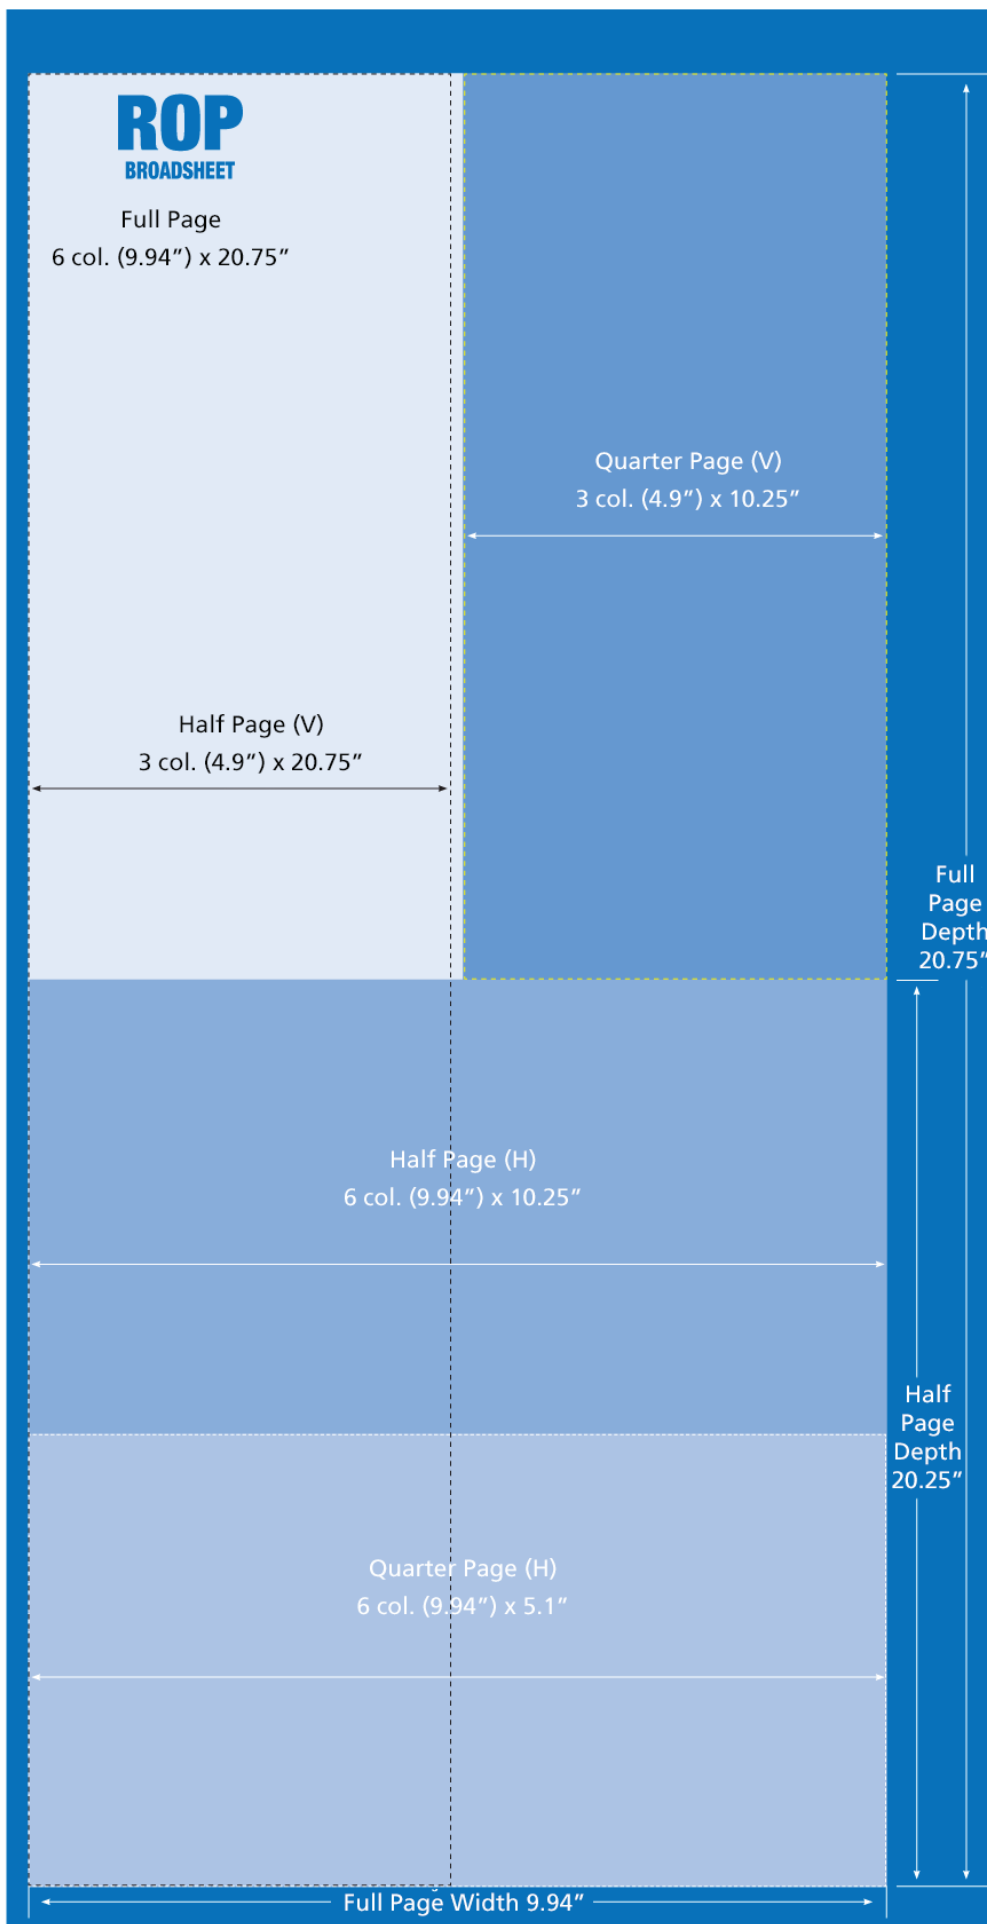 ROP
BROADSHEET
Full Page
6 col. (9.94”) x 20.75”
Quarter Page (V)
3 col. (4.9”) x 10.25”
Half Page (V)
3 col. (4.9”) x 20.75”
Full
Page
Depth
20.75”
Half Page (H)
6 col. (9.94”) x 10.25”
Half
Page
Depth
20.25”
Quarter Page (H)
6 col. (9.94”) x 5.1”
Full Page Width 9.94”